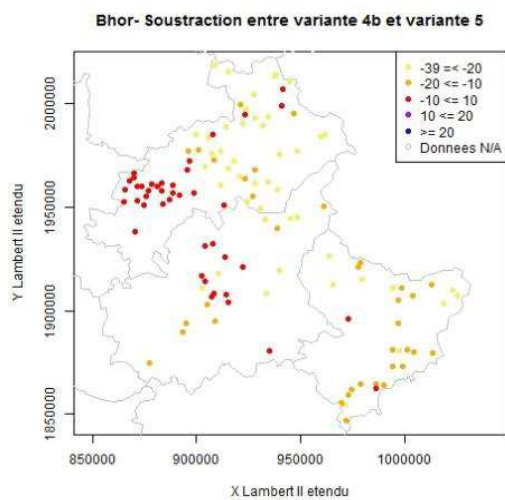 Bhor- Soustraction entre variante 4b et variante 5
-39 =< -20
-20 <= -10
-10 <= 10
10 <= 20
>= 20
Donnees N/A
Y Lambert II etendu
2000000
1950000
1900000
1850000
850000 900000 950000 1000000
X Lambert II etendu